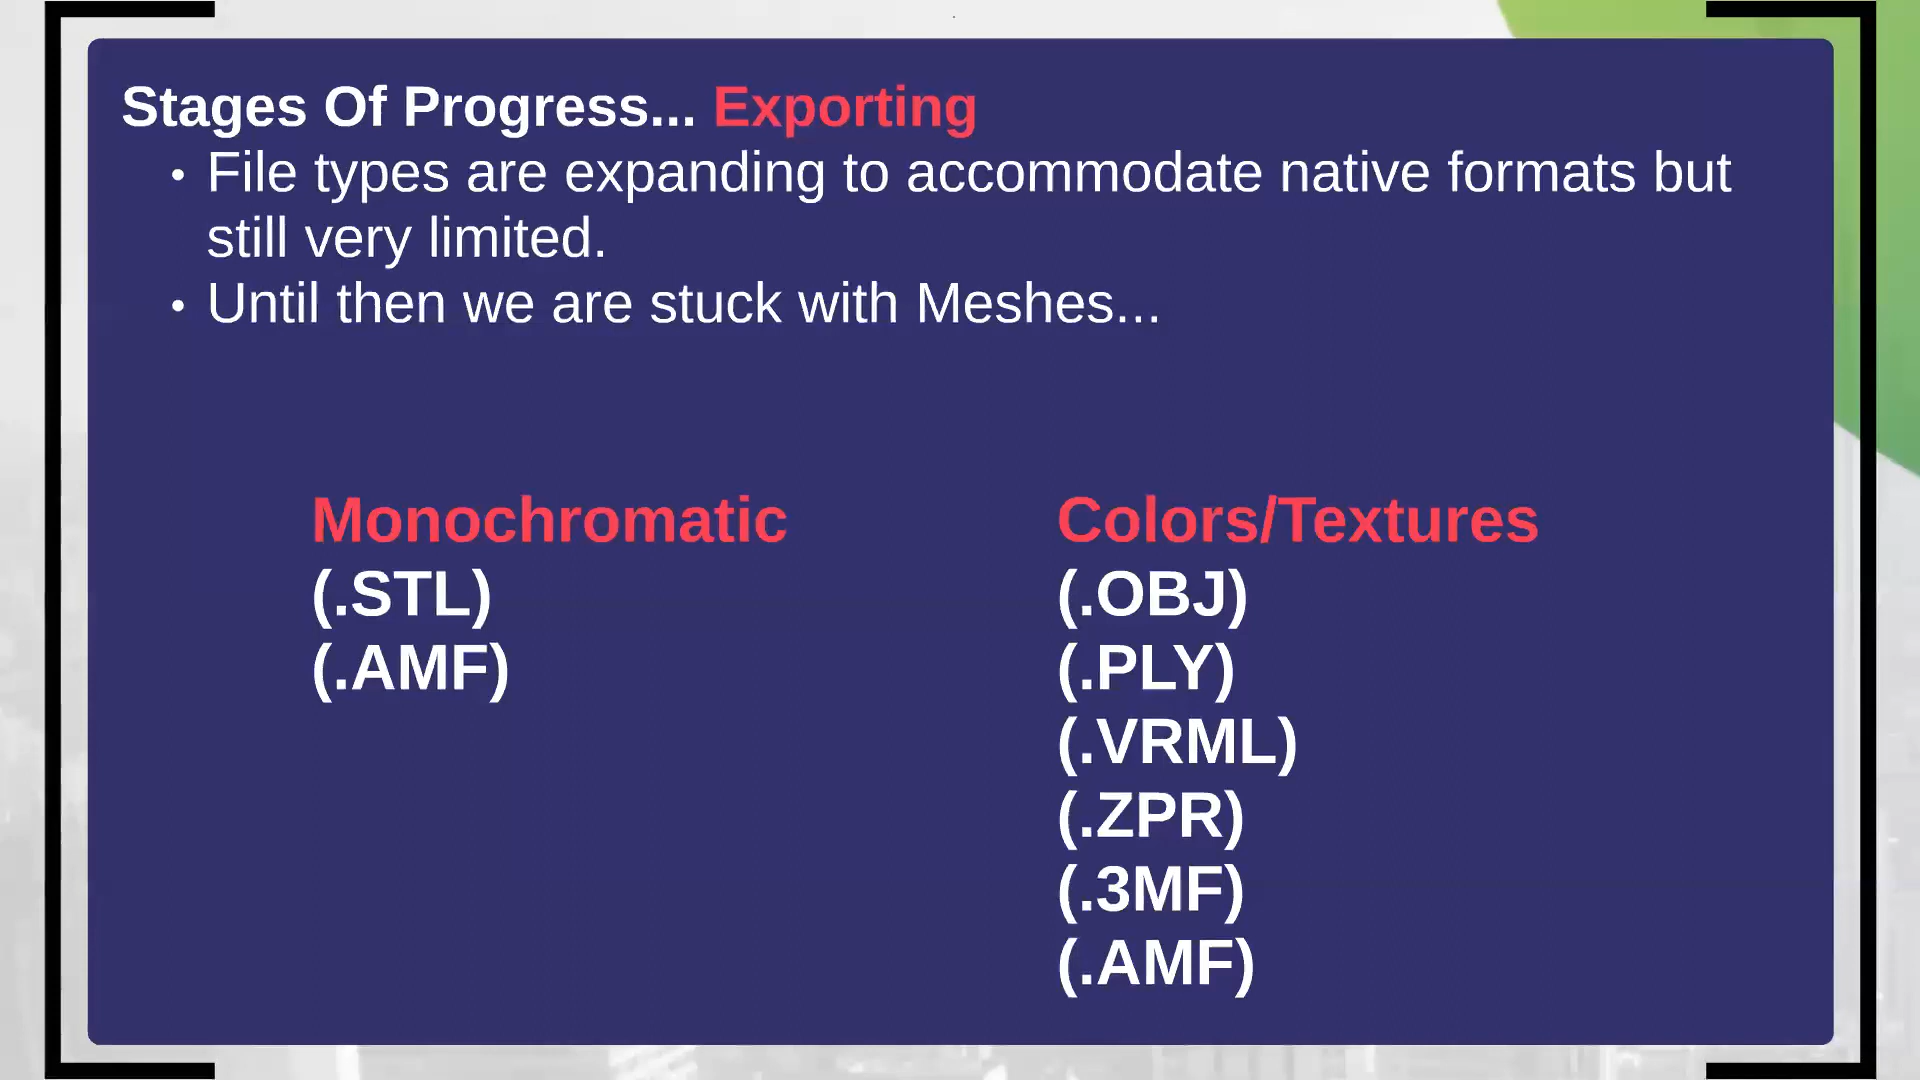 Stages Of Progress... Exporting
• File types are expanding to accommodate native formats but
still very limited.
• Until then we are stuck with Meshes...
Monochromatic
(.STL)
(.AMF)
Colors/Textures
(.OBJ)
(.PLY)
(.VRML)
(.ZPR)
(.3MF)
(.AMF)